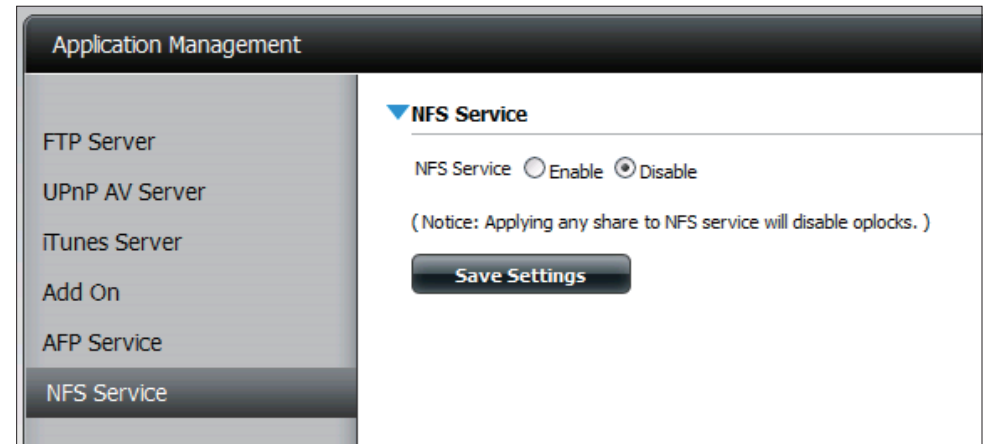 Application Management
FTP Server
UPnP AV Server
iTunes Server
Add On
AFP Service
NFS Service
NFS Service
NFS Service Enable Disable
( Notice: Applying any share to NFS service will disable oplocks. )
Save Settings